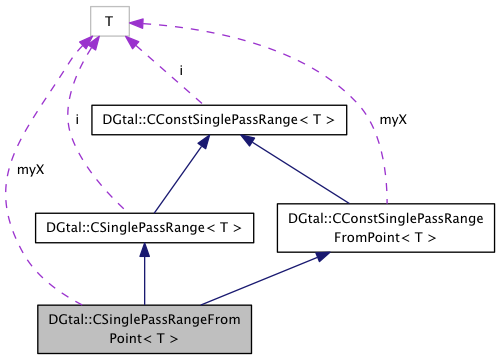 T
i
DGtal::CConstSinglePassRange< T >
i
myX
myX
DGtal::CSinglePassRange< T >
DGtal::CConstSinglePassRange
FromPoint< T >
DGtal::CSinglePassRangeFrom
Point< T >